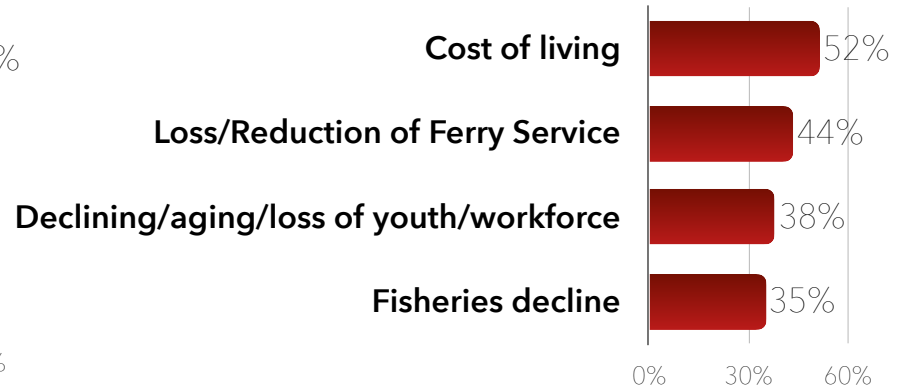 %
Cost of living 52%
Loss/Reduction of Ferry Service 44%
Declining/aging/loss of youth/workforce 38%
Fisheries decline 35%
%
0% 30% 60%